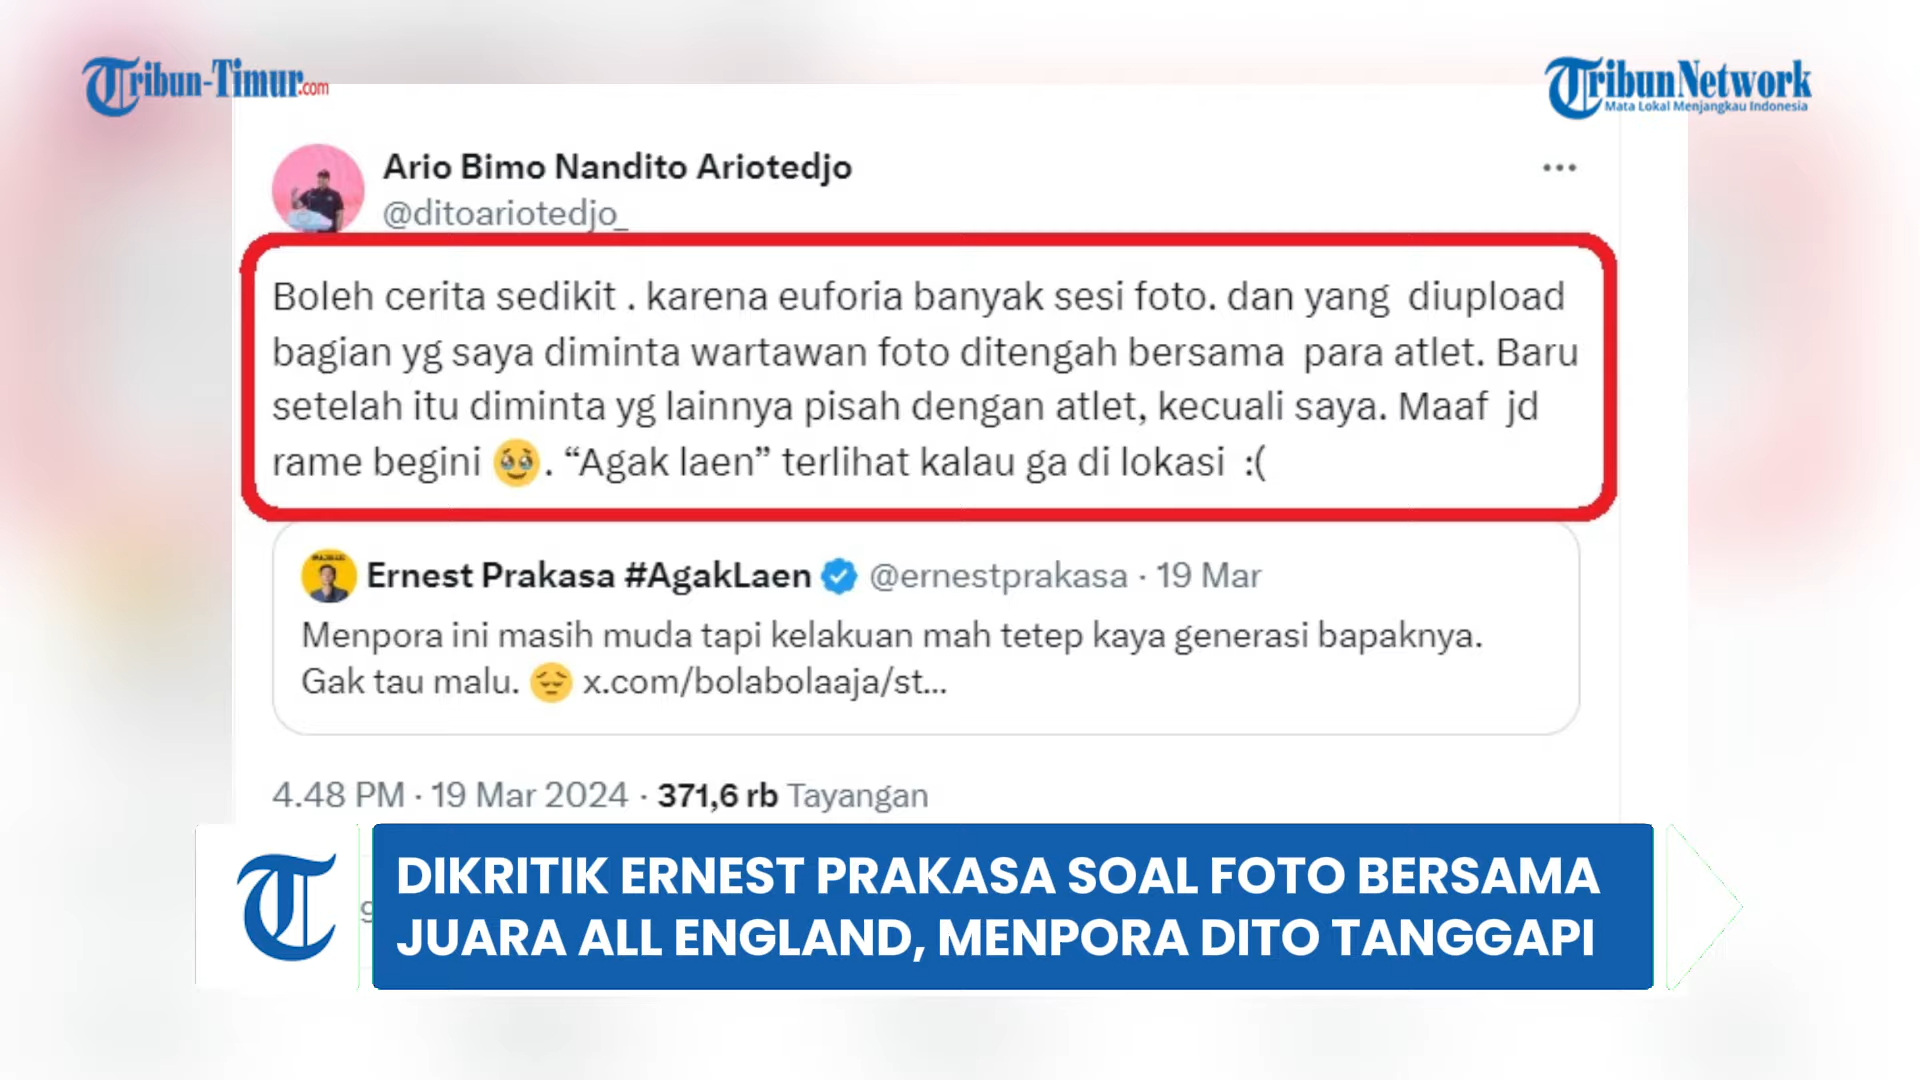 Tribun-Timur.com
TribunNetwork
Mata Lokal Menjangkau Indonesia
Ario Bimo Nandito Ariotedjo
@ditoariotedjo_
Boleh cerita sedikit . karena euforia banyak sesi foto. dan yang diupload
bagian yg saya diminta wartawan foto ditengah bersama para atlet. Baru
setelah itu diminta yg lainnya pisah dengan atlet, kecuali saya. Maaf jd
rame begini 🥹. “Agak laen” terlihat kalau ga di lokasi :(
Ernest Prakasa #AgakLaen @ernestprakasa · 19 Mar
Menpora ini masih muda tapi kelakuan mah tetep kaya generasi bapaknya.
Gak tau malu. 😔 x.com/bolabolaaja/st...
4.48 PM · 19 Mar 2024 · 371,6 rb Tayangan
DIKRITIK ERNEST PRAKASA SOAL FOTO BERSAMA
JUARA ALL ENGLAND, MENPORA DITO TANGGAPI